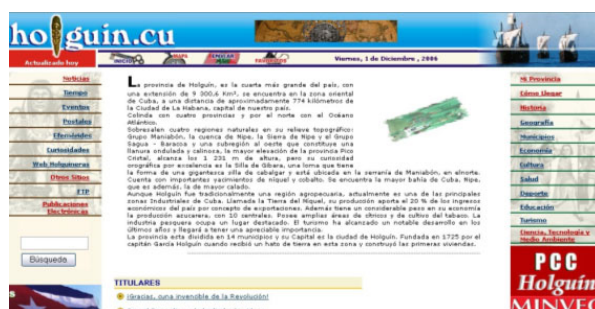 holguin.cu
Actualizado hoy
INICIO
MAPA
BUSCAR
FAVORITOS
Viernes, 1 de Diciembre , 2006
Noticias
Tiempo
Eventos
Postales
Efemérides
Curiosidades
Web Holguineras
Otros Sitios
FTP
Publicaciones
Electrónicas
Búsqueda
La provincia de Holguín, es la cuarta más grande del país, con
una extensión de 9 300,6 Km², se encuentra en la zona oriental
de Cuba, a una distancia de aproximadamente 774 kilómetros de
la Ciudad de La Habana, capital de nuestro país.
Colinda con cuatro provincias y por el norte con el Océano
Atlántico.
Sobresalen cuatro regiones naturales en su relieve topográfico:
Grupo Maniabón, la cuenca de Nipe, la Sierra de Nipe y el Grupo
Sagua - Baracoa y una subregión al oeste que constituye una
llanura ondulada y calinosa, la mayor elevación de la provincia Pico
Cristal, alcanza los 1 231 m de altura, pero su curiosidad
orográfica por excelencia es la Silla de Gibara, una loma que tiene
la forma de una gigantesca silla de cabalgar y está ubicada en la serranía de Maniabón, en el norte.
Cuenta con importantes yacimientos de níquel y cobalto. Se encuentra la mayor bahía de Cuba, Nipe,
que es además, la de mayor calado.
Aunque Holguín fue tradicionalmente una región agropecuaria, actualmente es una de las principales
zonas Industriales de Cuba. Llamada la Tierra del Níquel, su producción aporta el 20 % de los ingresos
económicos del país por concepto de exportaciones. Además tiene un considerable peso en su economía
la producción azucarera, con 10 centrales. Posee amplias áreas de cítricos y de cultivo del tabaco. La
industria pesquera ocupa un lugar destacado. El turismo ha alcanzado un notable desarrollo en los
últimos años y llegará a tener una apreciable importancia.
La provincia esta dividida en 14 municipios y su Capital es la ciudad de Holguín. Fundada en 1725 por el
capitán García Holguín cuando recibió un hato de tierra en esta zona y construyó las primeras viviendas.
TITULARES
¡Gracias, cuna invencible de la Revolución!
Mi Provincia
Cómo Llegar
Historia
Geografía
Municipios
Economía
Cultura
Salud
Deporte
Educación
Turismo
Ciencia, Tecnología y
Medio Ambiente
PCC
Holguín
MINVEC